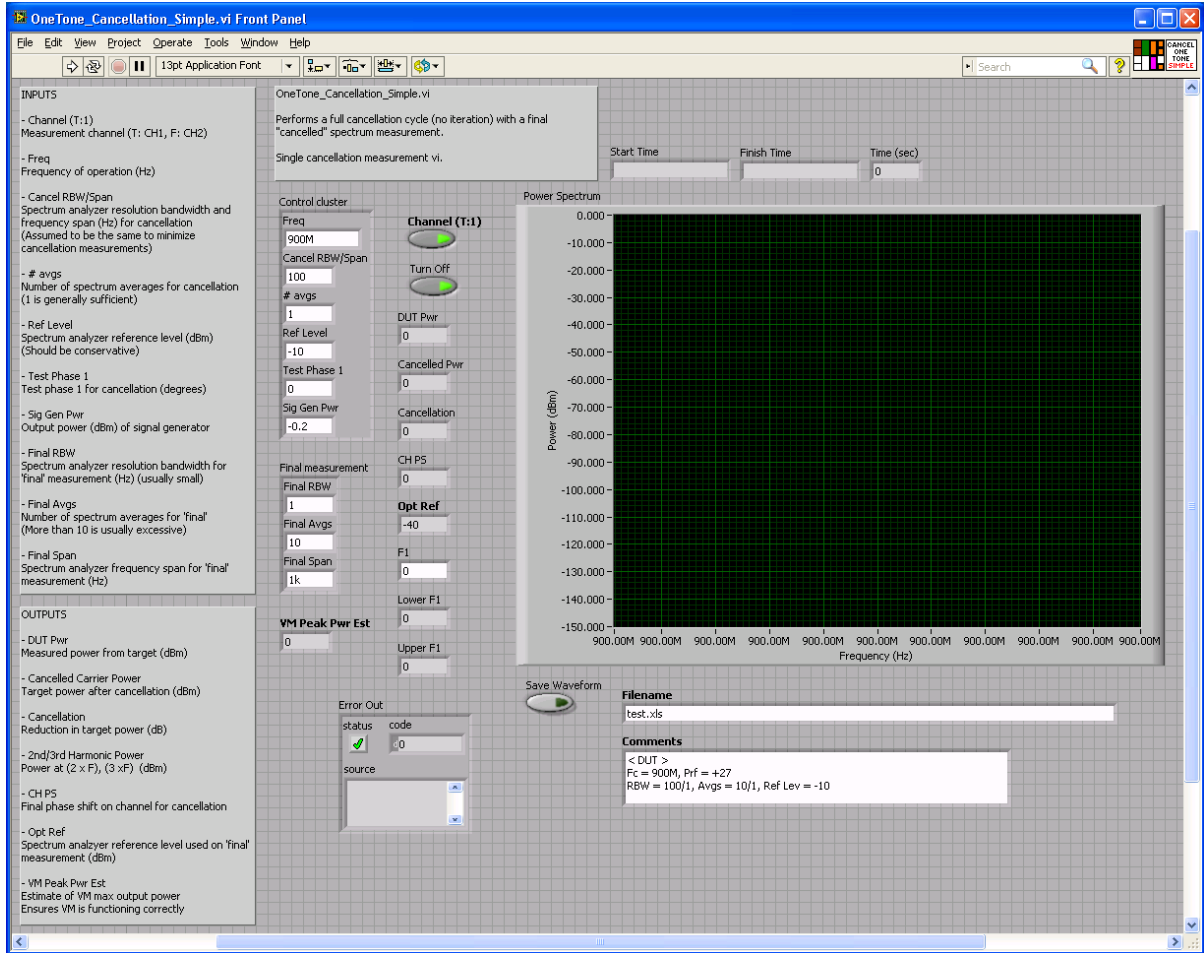 OneTone_Cancellation_Simple.vi Front Panel
File Edit View Project Operate Tools Window Help
13pt Application Font
Search
CANCEL
ONE
TONE
SIMPLE
INPUTS
- Channel (T:1)
Measurement channel (T: CH1, F: CH2)
- Freq
Frequency of operation (Hz)
- Cancel RBW/Span
Spectrum analyzer resolution bandwidth and
frequency span (Hz) for cancellation
(Assumed to be the same to minimize
cancellation measurements)
- # avgs
Number of spectrum averages for cancellation
(1 is generally sufficient)
- Ref Level
Spectrum analyzer reference level (dBm)
(Should be conservative)
- Test Phase 1
Test phase 1 for cancellation (degrees)
- Sig Gen Pwr
Output power (dBm) of signal generator
- Final RBW
Spectrum analyzer resolution bandwidth for
'final' measurement (Hz) (usually small)
- Final Avgs
Number of spectrum averages for 'final'
(More than 10 is usually excessive)
- Final Span
Spectrum analyzer frequency span for 'final'
measurement (Hz)
OUTPUTS
- DUT Pwr
Measured power from target (dBm)
- Cancelled Carrier Power
Target power after cancellation (dBm)
- Cancellation
Reduction in target power (dB)
- 2nd/3rd Harmonic Power
Power at (2 x F), (3 xF) (dBm)
- CH PS
Final phase shift on channel for cancellation
- Opt Ref
Spectrum analzyer reference level used on 'final'
measurement (dBm)
- VM Peak Pwr Est
Estimate of VM max output power
Ensures VM is functioning correctly
OneTone_Cancellation_Simple.vi
Performs a full cancellation cycle (no iteration) with a final
"cancelled" spectrum measurement.
Single cancellation measurement vi.
Start Time
Finish Time
Time (sec)
0
Control cluster
Freq
900M
Cancel RBW/Span
100
# avgs
1
Ref Level
-10
Test Phase 1
0
Sig Gen Pwr
-0.2
Final measurement
Final RBW
1
Final Avgs
10
Final Span
1k
VM Peak Pwr Est
0
Channel (T:1)
Turn Off
DUT Pwr
0
Cancelled Pwr
0
Cancellation
0
CH PS
0
Opt Ref
-40
F1
0
Lower F1
0
Upper F1
0
Error Out
status
code
d0
source
Power Spectrum
Power (dBm)
0.000
-10.000
-20.000
-30.000
-40.000
-50.000
-60.000
-70.000
-80.000
-90.000
-100.000
-110.000
-120.000
-130.000
-140.000
-150.000
900.00M 900.00M 900.00M 900.00M 900.00M 900.00M 900.00M 900.00M 900.00M 900.00M 900.00M
Frequency (Hz)
Save Waveform
Filename
test.xls
Comments
< DUT >
Fc = 900M, Prf = +27
RBW = 100/1, Avgs = 10/1, Ref Lev = -10